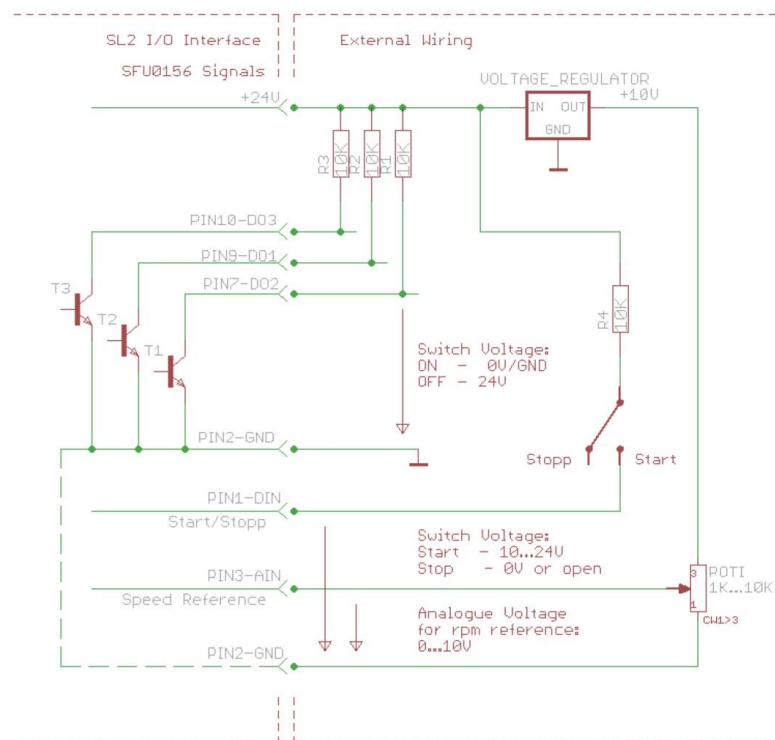 SL2 I/O Interface
External Wiring
SFU0156 Signals
VOLTAGE_REGULATOR
+24V
+10V
IN OUT
GND
R3
10K
R2
10K
R1
10K
PIN10-DO3
PIN9-DO1
PIN7-DO2
T3
T2
T1
R4
10K
Switch Voltage:
ON - 0V/GND
OFF - 24V
PIN2-GND
Stopp
Start
PIN1-DIN
Start/Stopp
Switch Voltage:
Start - 10...24V
Stop - 0V or open
PIN3-AIN
Speed Reference
3
1
POTI
1K...10K
CW1>3
Analogue Voltage
for rpm reference:
0...10V
PIN2-GND